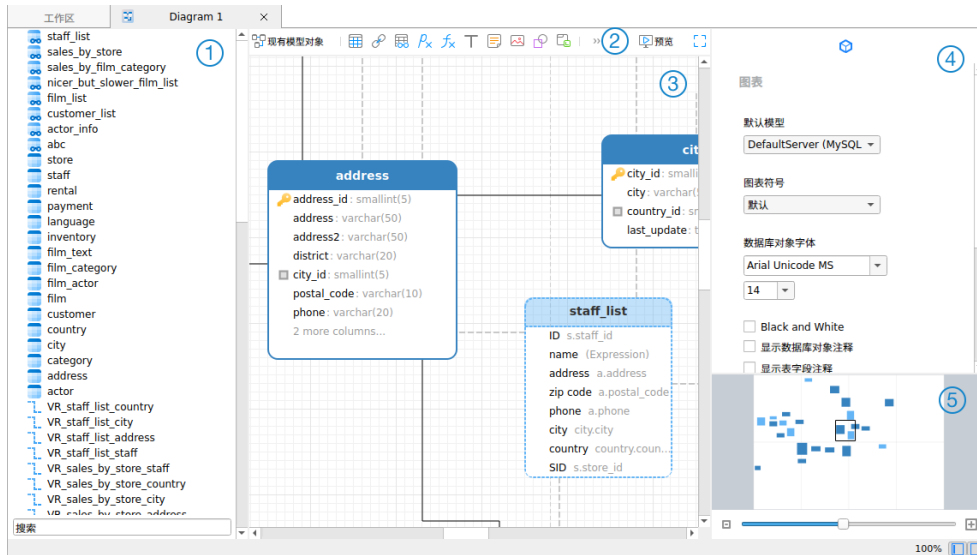 工作区
Diagram 1
staff_list
sales_by_store
sales_by_film_category
nicer_but_slower_film_list
film_list
customer_list
actor_info
abc
store
staff
rental
payment
language
inventory
film_text
film_category
film_actor
film
customer
country
city
category
address
actor
VR_staff_list_country
VR_staff_list_city
VR_staff_list_address
VR_staff_list_staff
VR_sales_by_store_staff
VR_sales_by_store_country
VR_sales_by_store_city
VR_sales_by_store_address
搜索
1
现有模型对象
2
预览
3
address
address_id: smallint(5)
address: varchar(50)
address2: varchar(50)
district: varchar(20)
city_id: smallint(5)
postal_code: varchar(10)
phone: varchar(20)
2 more columns...
cit
city_id: smalli
city: varchar(
country_id: sr
last_update: t
staff_list
ID s.staff_id
name (Expression)
address a.address
zip code a.postal_code
phone a.phone
city city.city
country country.coun...
SID s.store_id
4
图表
默认模型
DefaultServer (MySQL
图表符号
默认
数据库对象字体
Arial Unicode MS
14
Black and White
显示数据库对象注释
显示表字段注释
5
100%